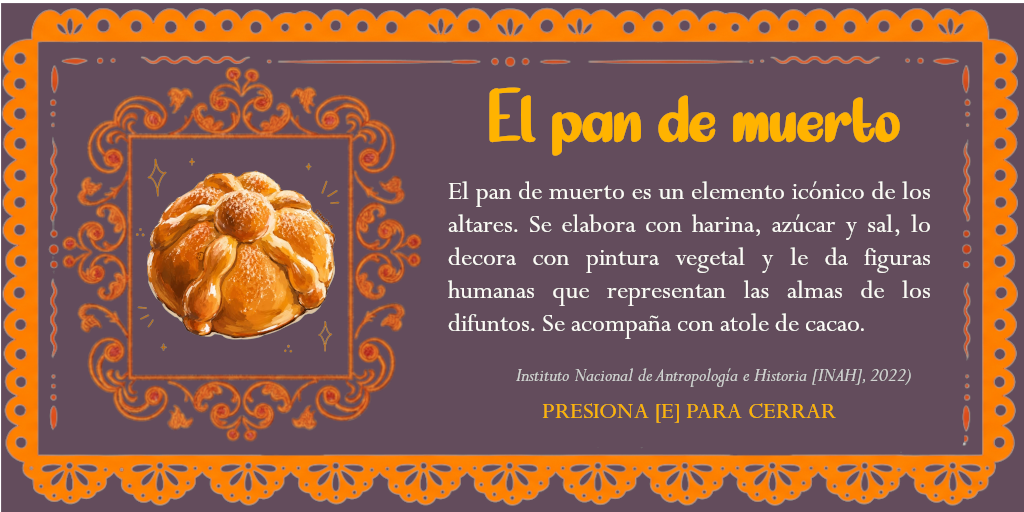 El pan de muerto
El pan de muerto es un elemento icónico de los
altares. Se elabora con harina, azúcar y sal, lo
decora con pintura vegetal y le da figuras
humanas que representan las almas de los
difuntos. Se acompaña con atole de cacao.
Instituto Nacional de Antropología e Historia [INAH], 2022)
PRESIONA [E] PARA CERRAR